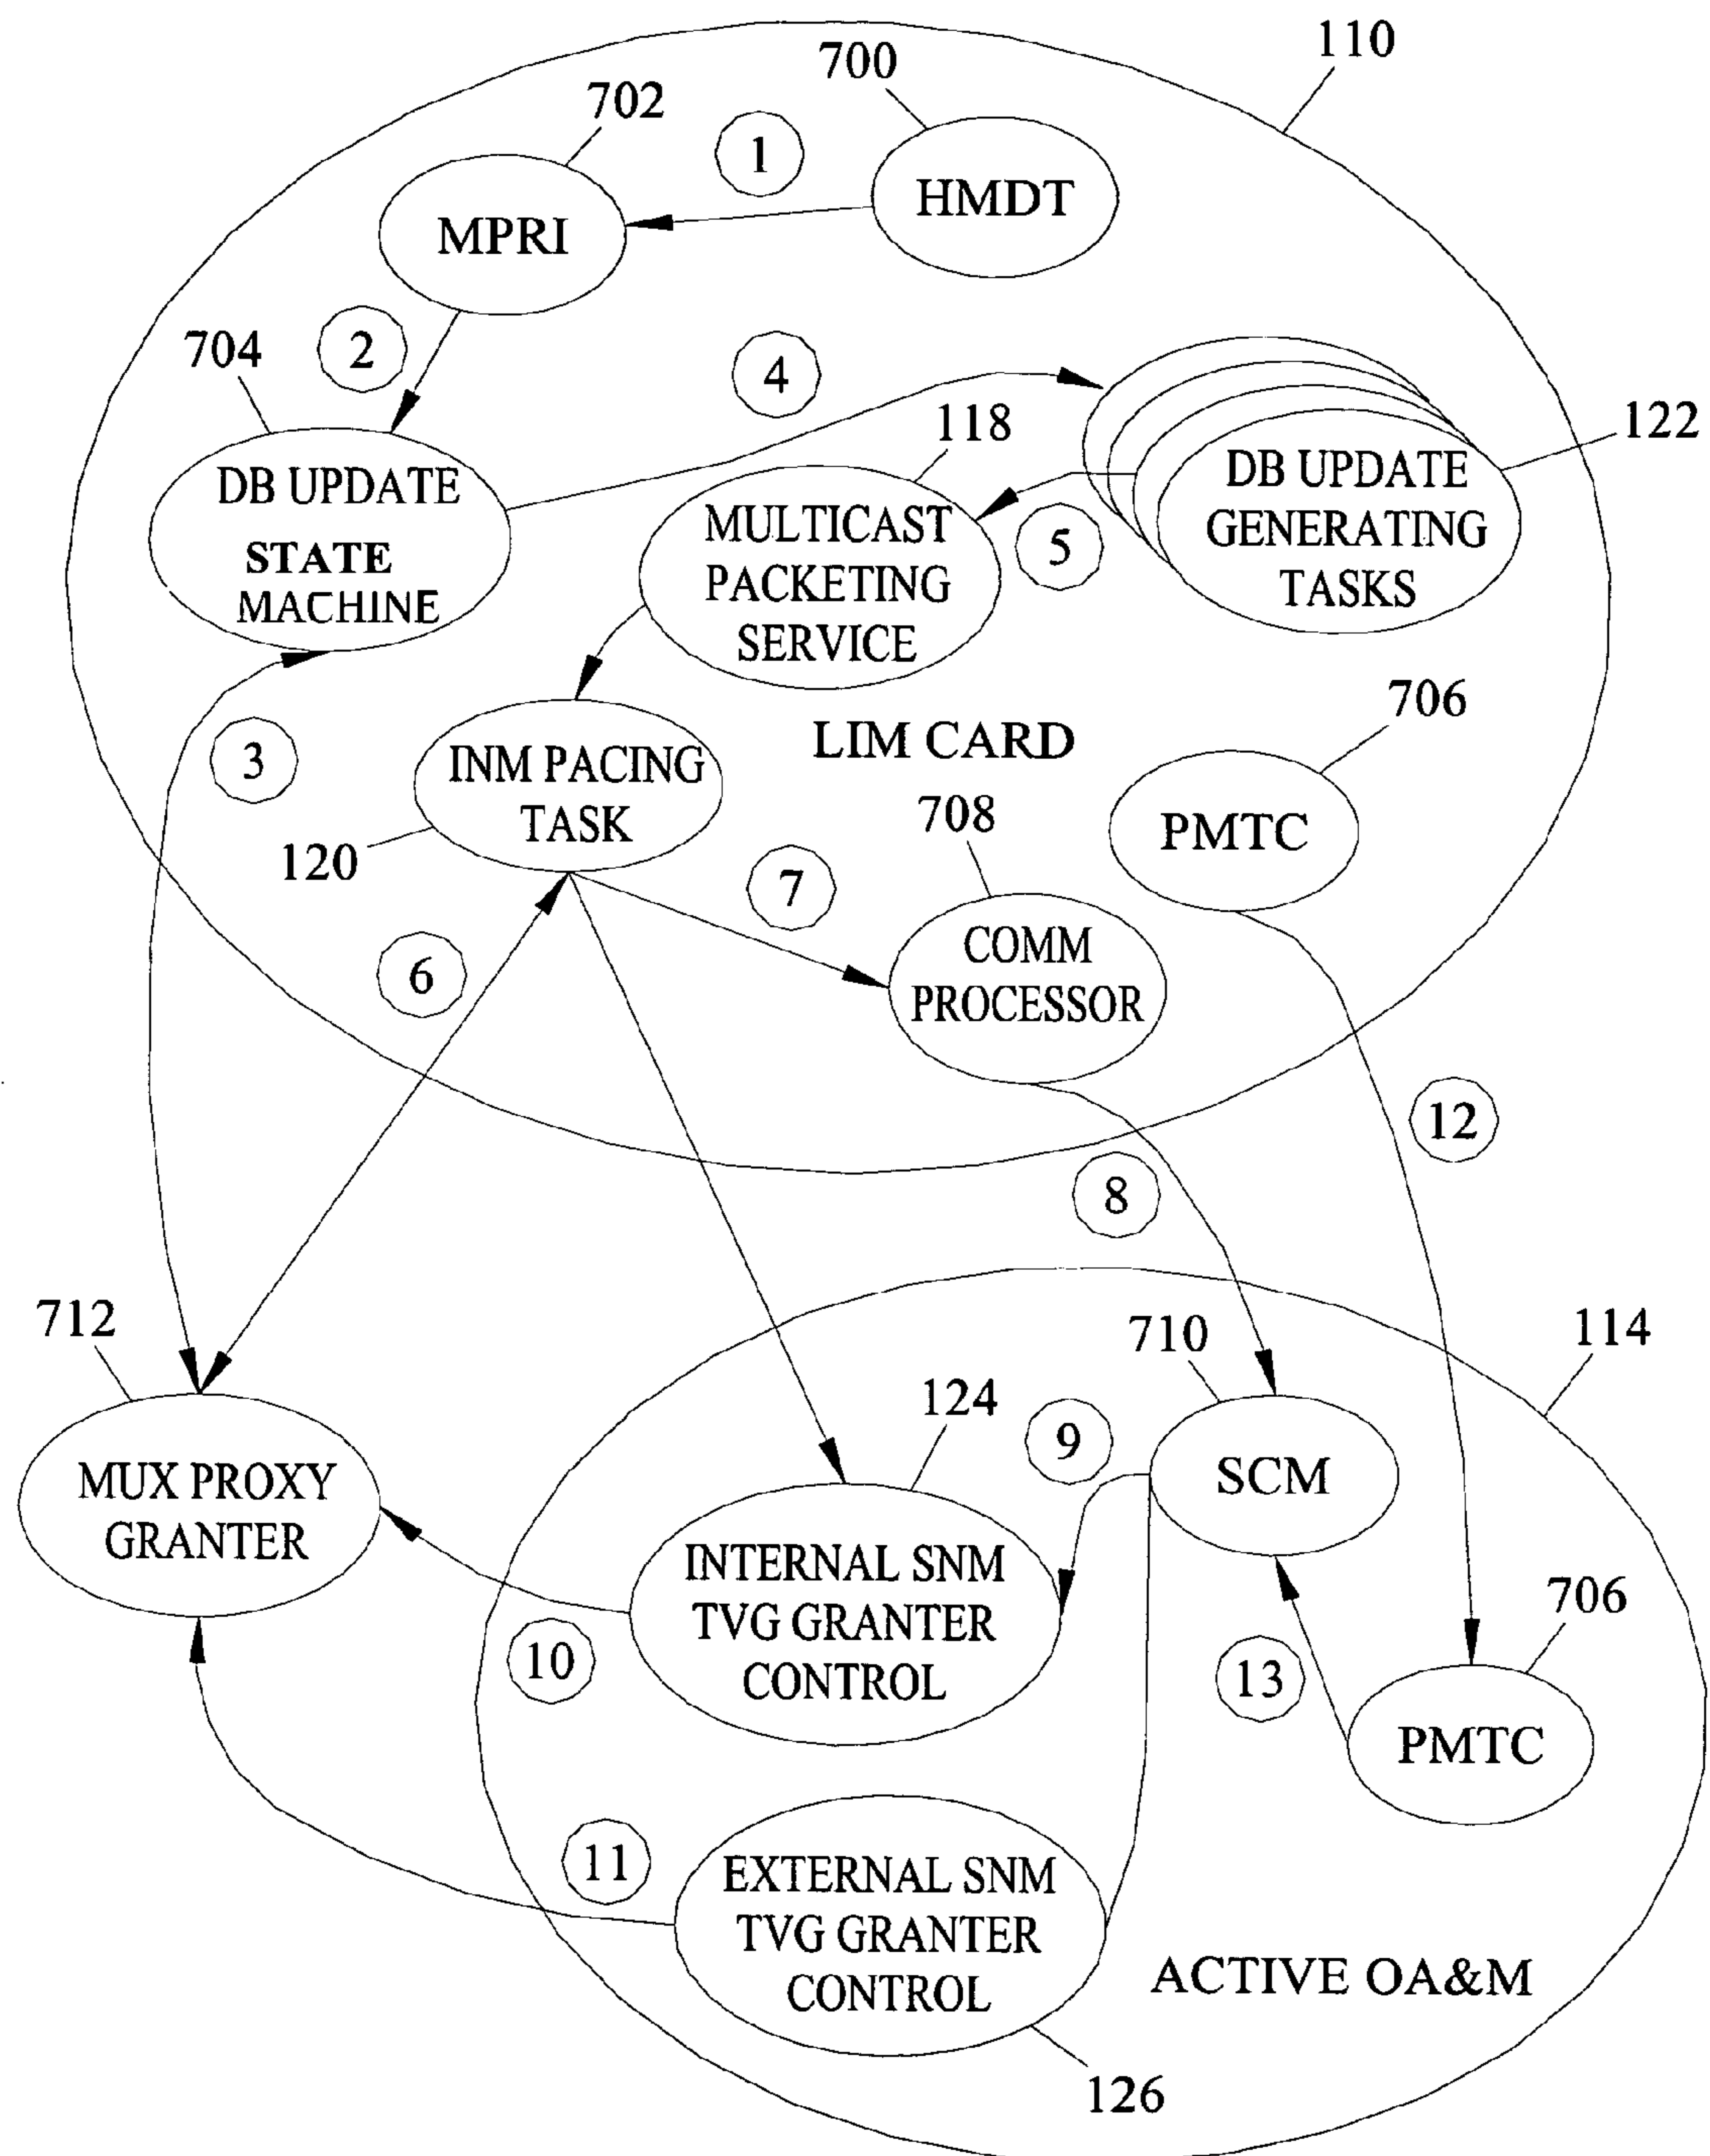 110
700
702
1
HMDT
MPRI
2
704
4
118
122
DB UPDATE
STATE
MACHINE
MULTICAST
PACKETING
SERVICE
5
DB UPDATE
GENERATING
TASKS
3
INM PACING
TASK
120
LIM CARD
706
PMTC
708
7
COMM
PROCESSOR
6
12
8
712
710
114
124
9
MUX PROXY
GRANTER
SCM
INTERNAL SNM
TVG GRANTER
CONTROL
10
706
13
PMTC
11
EXTERNAL SNM
TVG GRANTER
CONTROL
ACTIVE OA&M
126